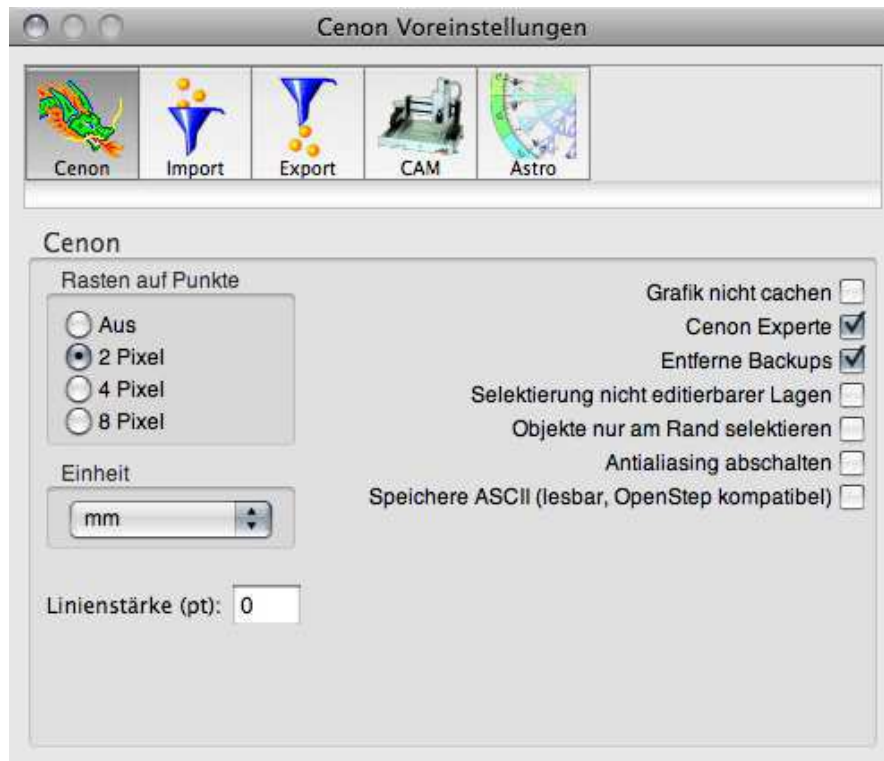 Cenon Voreinstellungen
Cenon
Import
Export
CAM
Astro
Cenon
Rasten auf Punkte
Aus
2 Pixel
4 Pixel
8 Pixel
Einheit
mm
Linienstärke (pt): 0
Grafik nicht cachen
Cenon Experte
Entferne Backups
Selektierung nicht editierbarer Lagen
Objekte nur am Rand selektieren
Antialiasing abschalten
Speichere ASCII (lesbar, OpenStep kompatibel)